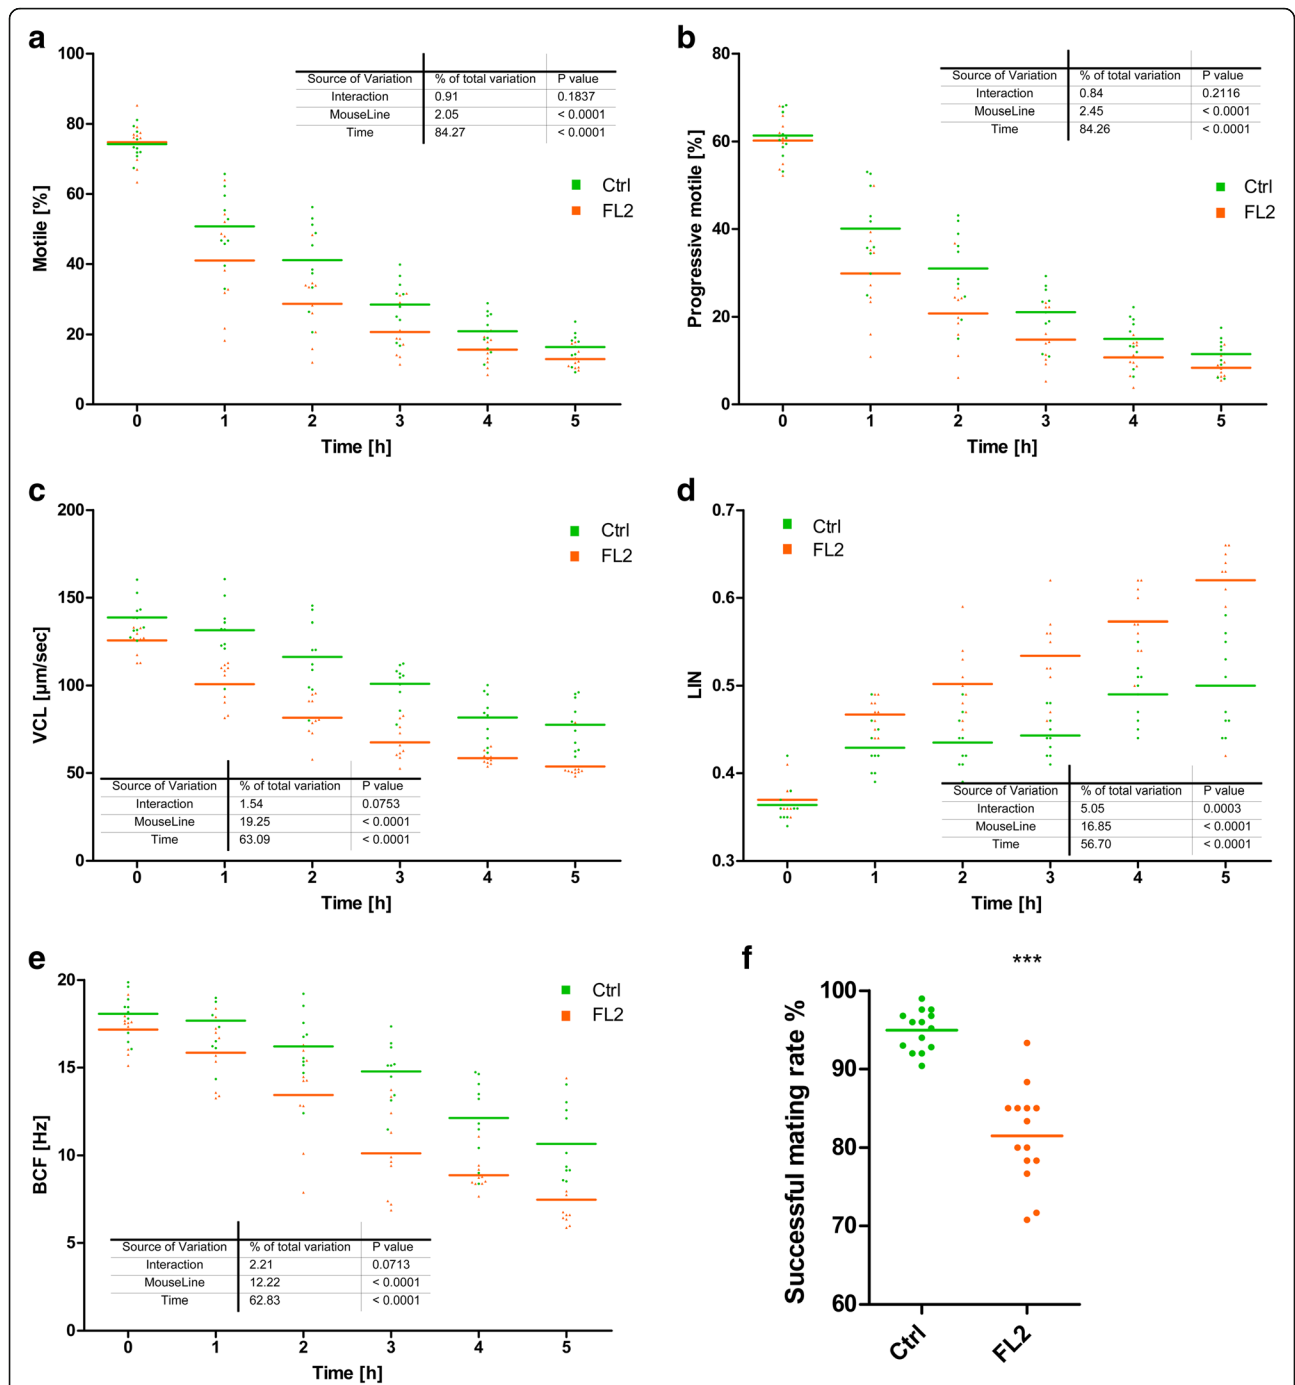 a
100
80
60
40
20
0
Motile [%]
Source of Variation % of total variation P value
Interaction 0.91 0.1837
MouseLine 2.05 < 0.0001
Time 84.27 < 0.0001
Ctrl
FL2
0 1 2 3 4 5
Time [h]
b
80
60
40
20
0
Progressive motile [%]
Source of Variation % of total variation P value
Interaction 0.84 0.2116
MouseLine 2.45 < 0.0001
Time 84.26 < 0.0001
Ctrl
FL2
0 1 2 3 4 5
Time [h]
c
200
150
100
50
0
VCL [µm/sec]
Ctrl
FL2
Source of Variation % of total variation P value
Interaction 1.54 0.0753
MouseLine 19.25 < 0.0001
Time 63.09 < 0.0001
0 1 2 3 4 5
Time [h]
d
0.7
0.6
0.5
0.4
0.3
LIN
Ctrl
FL2
Source of Variation % of total variation P value
Interaction 5.05 0.0003
MouseLine 16.85 < 0.0001
Time 56.70 < 0.0001
0 1 2 3 4 5
Time [h]
e
20
15
10
5
0
BCF [Hz]
Ctrl
FL2
Source of Variation % of total variation P value
Interaction 2.21 0.0713
MouseLine 12.22 < 0.0001
Time 62.83 < 0.0001
0 1 2 3 4 5
Time [h]
f
***
100
90
80
70
60
Successful mating rate %
Ctrl FL2